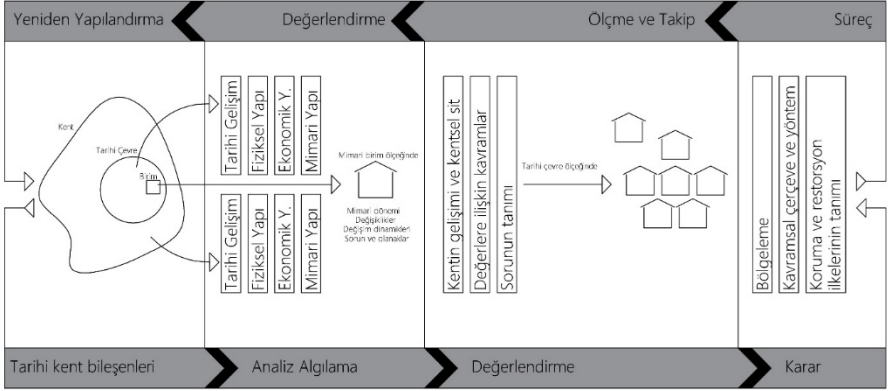 Yeniden Yapılandırma
Değerlendirme
Ölçme ve Takip
Süreç
Kent
Tarihi Çevre
Birim
Tarihi Gelişim
Fiziksel Yapı
Ekonomik Y.
Mimari Yapı
Tarihi Gelişim
Fiziksel Yapı
Ekonomik Y.
Mimari Yapı
Mimari birim ölçeğinde
Mimari dönemi
Değişiklikler
Değişim dinamikleri
Sorun ve olanaklar
Kentin gelişimi ve kentsel sit
Değerlere ilişkin kavramlar
Sorunun tanımı
Tarihi çevre ölçeğinde
Bölgeleme
Kavramsal çerçeve ve yöntem
Koruma ve restorsyon
ilkelerinin tanımı
Tarihi kent bileşenleri
Analiz Algılama
Değerlendirme
Karar